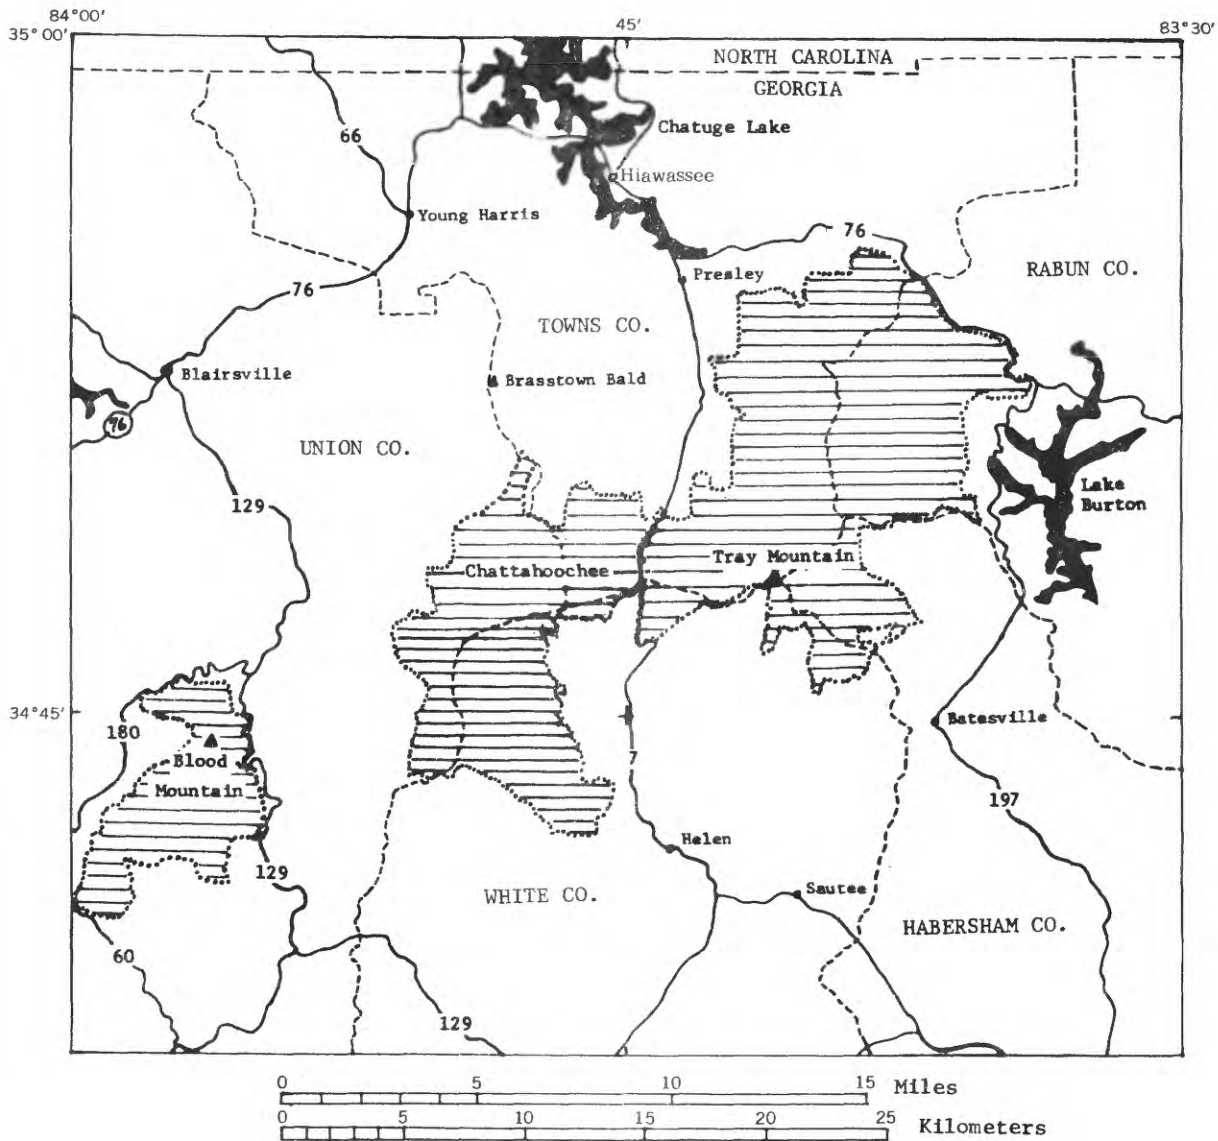 84°00'
45'
83°30'
35°00'
NORTH CAROLINA
GEORGIA
Chatuge Lake
66
Hiawassee
Young Harris
76
Presley
RABUN CO.
76
TOWNS CO.
Blairsville
Brasstown Bald
76
UNION CO.
Lake
Burton
129
Tray Mountain
Chattahoochee
34°45'
180
Batesville
Blood
Mountain
7
197
Helen
129
Sautee
WHITE CO.
HABERSHAM CO.
60
129
0 5 10 15 Miles
0 5 10 15 20 25 Kilometers